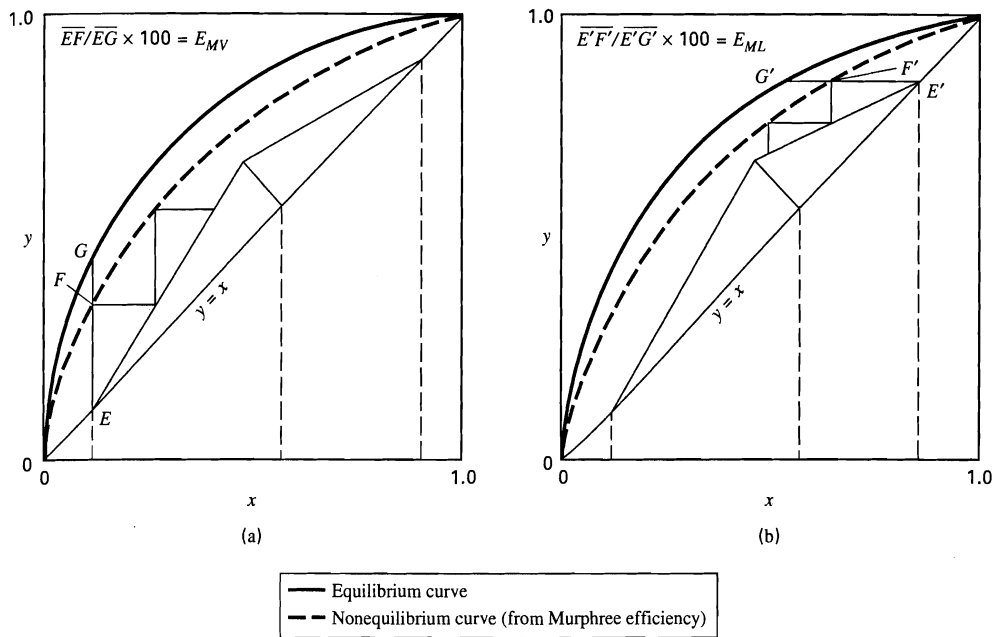 1.0
EF/EG × 100 = E_MV
G
F
y
y = x
E
0
0
1.0
x
(a)
1.0
E′F′/E′G′ × 100 = E_ML
G′
F′
E′
y
y = x
0
0
1.0
x
(b)
Equilibrium curve
Nonequilibrium curve (from Murphree efficiency)